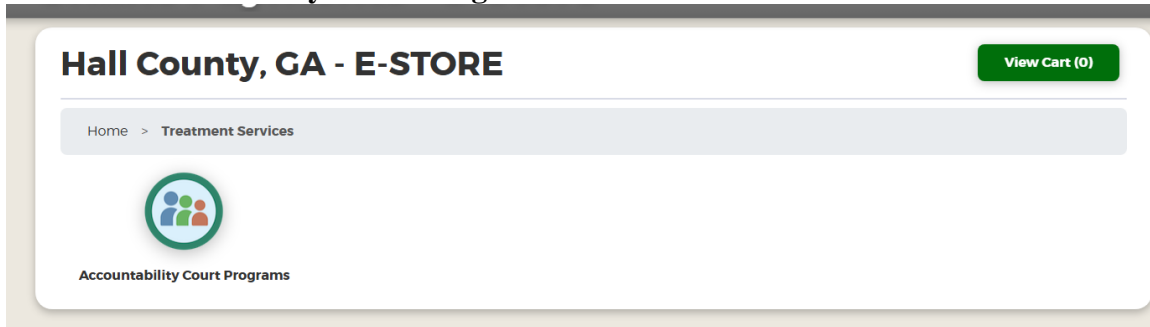 Hall County, GA - E-STORE
View Cart (0)
Home > Treatment Services
Accountability Court Programs